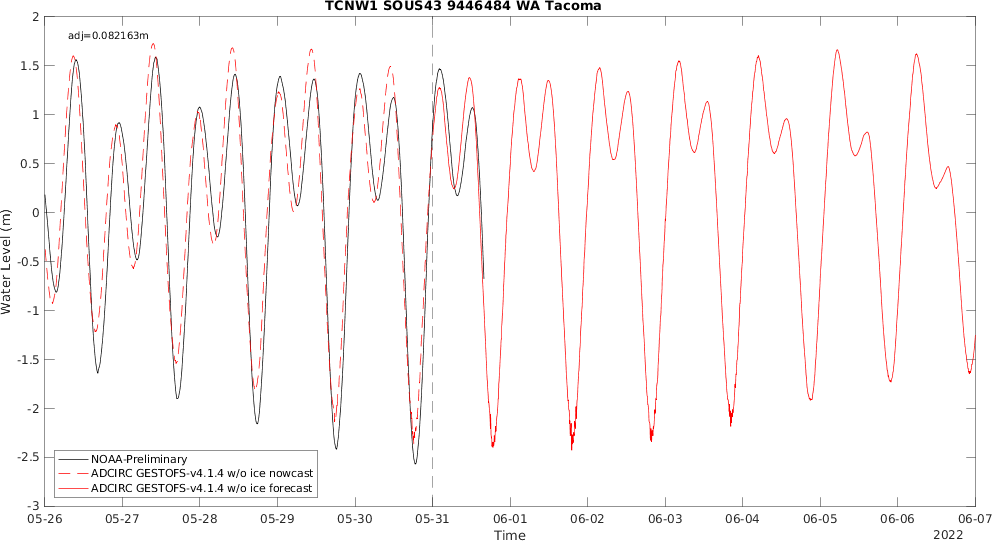 TCNW1 SOUS43 9446484 WA Tacoma
adj=0.082163m
2
1.5
1
0.5
0
-0.5
-1
-1.5
-2
-2.5
-3
Water Level (m)
NOAA-Preliminary
ADCIRC GESTOFS-v4.1.4 w/o ice nowcast
ADCIRC GESTOFS-v4.1.4 w/o ice forecast
05-26 05-27 05-28 05-29 05-30 05-31 06-01 06-02 06-03 06-04 06-05 06-06 06-07
Time
2022